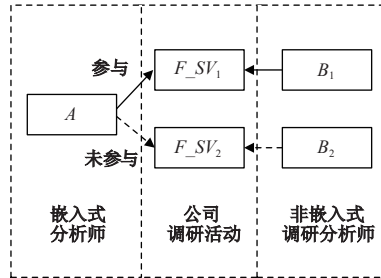 参与
F_SV₁
B₁
A
未参与
F_SV₂
B₂
嵌入式
分析师
公司
调研活动
非嵌入式
调研分析师